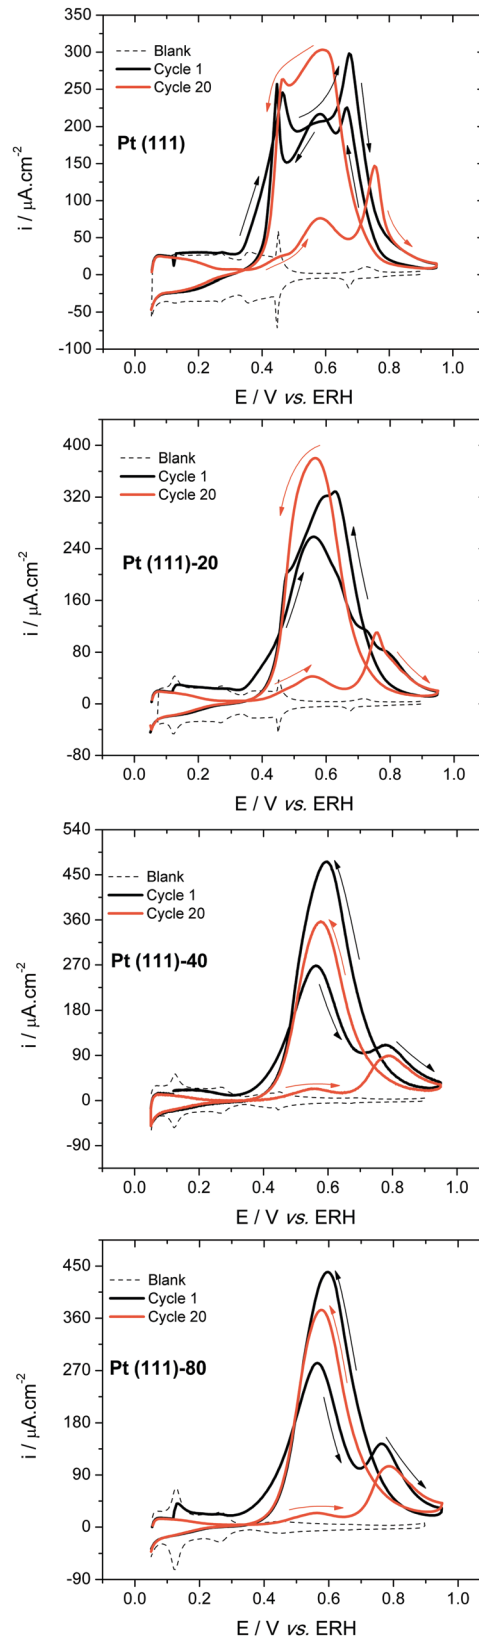 350
300
250
200
150
100
50
0
-50
-100
Blank
Cycle 1
Cycle 20
Pt (111)
i / μA.cm-2
0.0 0.2 0.4 0.6 0.8 1.0
E / V vs. ERH
400
320
240
160
80
0
-80
Blank
Cycle 1
Cycle 20
Pt (111)-20
i / μA.cm-2
0.0 0.2 0.4 0.6 0.8 1.0
E / V vs. ERH
540
450
360
270
180
90
0
-90
Blank
Cycle 1
Cycle 20
Pt (111)-40
i / μA.cm-2
0.0 0.2 0.4 0.6 0.8 1.0
E / V vs. ERH
450
360
270
180
90
0
-90
Blank
Cycle 1
Cycle 20
Pt (111)-80
i / μA.cm-2
0.0 0.2 0.4 0.6 0.8 1.0
E / V vs. ERH